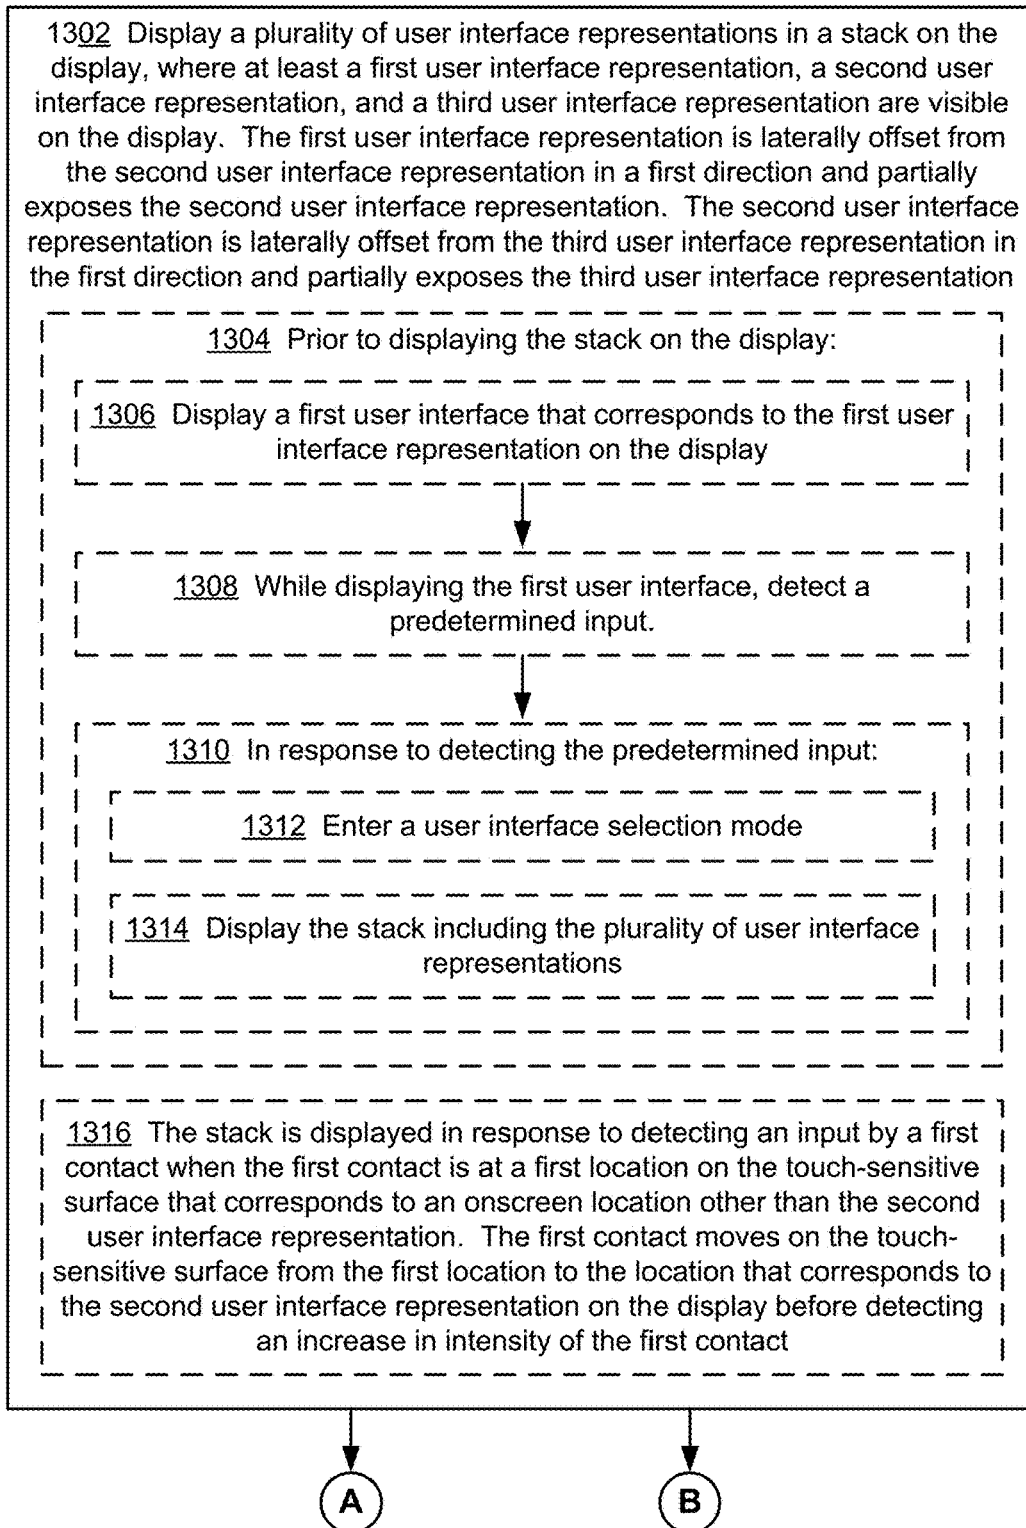 1302 Display a plurality of user interface representations in a stack on the
display, where at least a first user interface representation, a second user
interface representation, and a third user interface representation are visible
on the display. The first user interface representation is laterally offset from
the second user interface representation in a first direction and partially
exposes the second user interface representation. The second user interface
representation is laterally offset from the third user interface representation in
the first direction and partially exposes the third user interface representation
1304 Prior to displaying the stack on the display:
1306 Display a first user interface that corresponds to the first user
interface representation on the display
1308 While displaying the first user interface, detect a
predetermined input.
1310 In response to detecting the predetermined input:
1312 Enter a user interface selection mode
1314 Display the stack including the plurality of user interface
representations
1316 The stack is displayed in response to detecting an input by a first
contact when the first contact is at a first location on the touch-sensitive
surface that corresponds to an onscreen location other than the second
user interface representation. The first contact moves on the touch-
sensitive surface from the first location to the location that corresponds to
the second user interface representation on the display before detecting
an increase in intensity of the first contact
A B